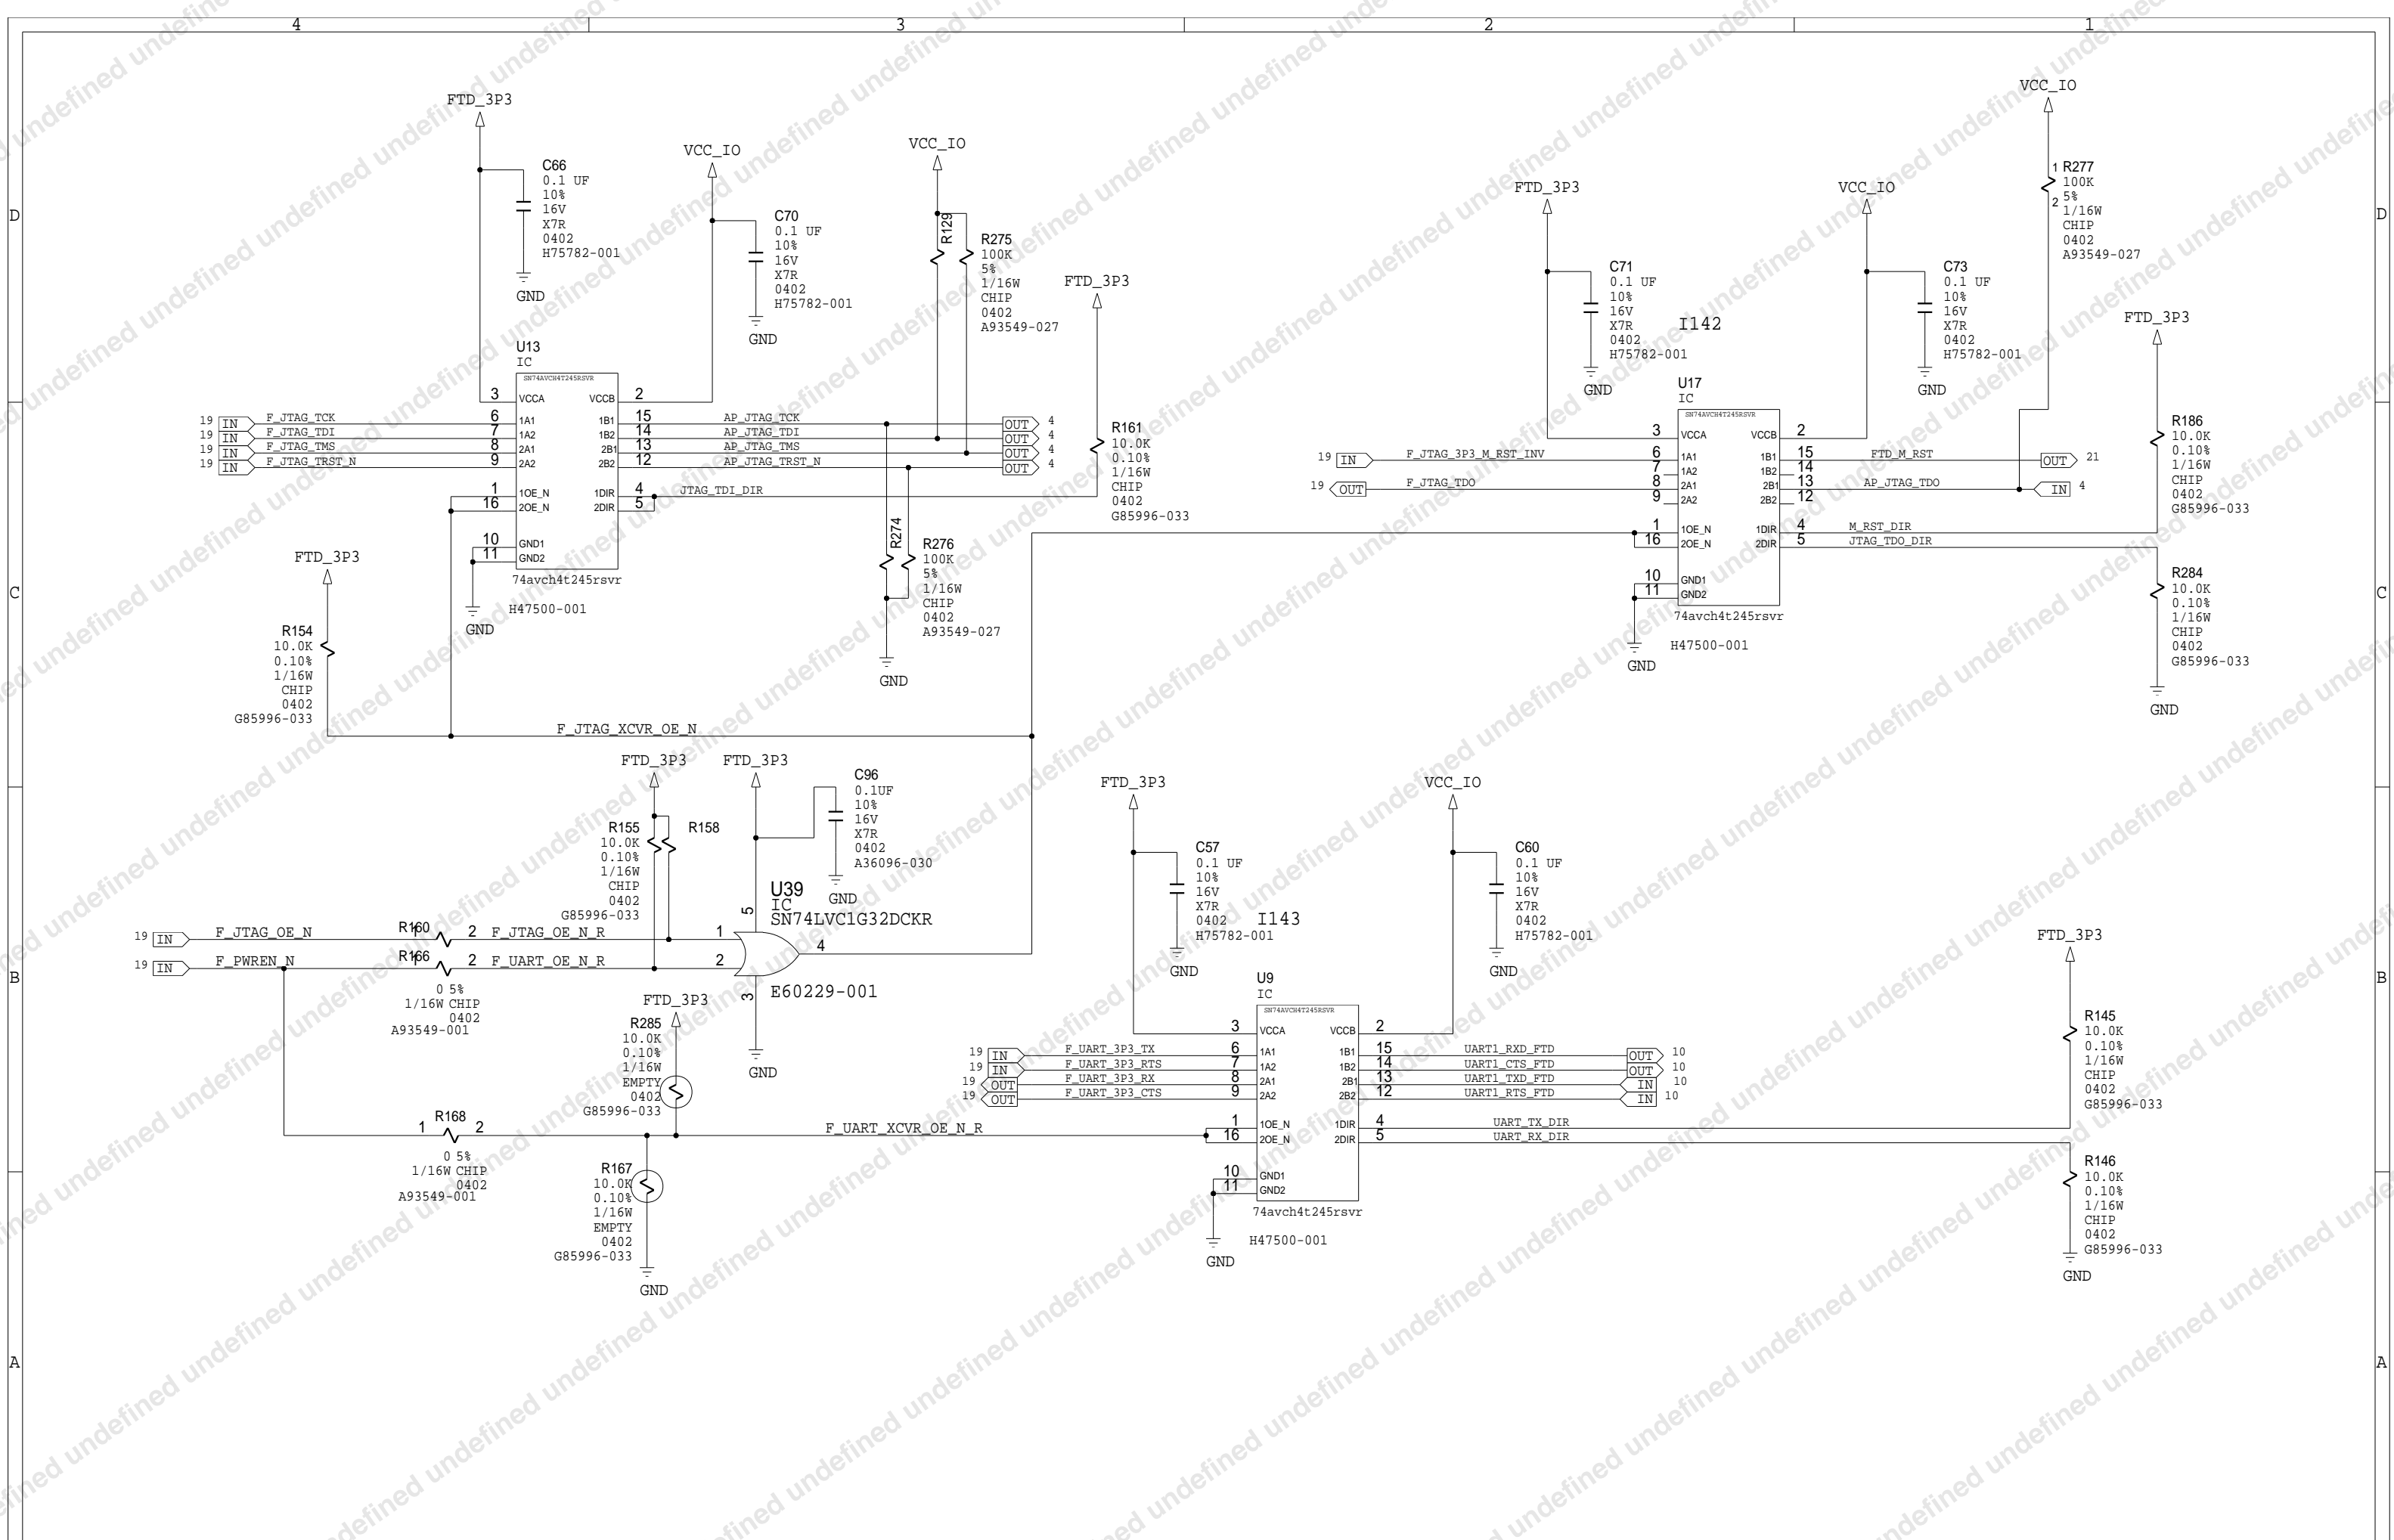 4
3
2
1
D
C
B
A
D
C
B
A
FTD_3P3
C66
0.1 UF
10%
16V
X7R
0402
H75782-001
GND
VCC_IO
C70
0.1 UF
10%
16V
X7R
0402
H75782-001
GND
VCC_IO
R129
R275
100K
5%
1/16W
CHIP
0402
A93549-027
FTD_3P3
R161
10.0K
0.10%
1/16W
CHIP
0402
G85996-033
U13
IC
SN74AVCH4T245RSVR
3 VCCA VCCB 2
19 IN F_JTAG_TCK 6 1A1 1B1 15 AP_JTAG_TCK OUT 4
19 IN F_JTAG_TDI 7 1A2 1B2 14 AP_JTAG_TDI OUT 4
19 IN F_JTAG_TMS 8 2A1 2B1 13 AP_JTAG_TMS OUT 4
19 IN F_JTAG_TRST_N 9 2A2 2B2 12 AP_JTAG_TRST_N OUT 4
1 1OE_N 1DIR 4 JTAG_TDI_DIR
16 2OE_N 2DIR 5
10 GND1
11 GND2
74avch4t245rsvr
H47500-001
GND
R274
R276
100K
5%
1/16W
CHIP
0402
A93549-027
GND
FTD_3P3
R154
10.0K
0.10%
1/16W
CHIP
0402
G85996-033
F_JTAG_XCVR_OE_N
FTD_3P3
C71
0.1 UF
10%
16V
X7R
0402
H75782-001
GND
I142
VCC_IO
C73
0.1 UF
10%
16V
X7R
0402
H75782-001
GND
VCC_IO
1 R277
100K
2 5%
1/16W
CHIP
0402
A93549-027
FTD_3P3
R186
10.0K
0.10%
1/16W
CHIP
0402
G85996-033
U17
IC
SN74AVCH4T245RSVR
3 VCCA VCCB 2
19 IN F_JTAG_3P3_M_RST_INV 6 1A1 1B1 15 FTD_M_RST OUT 21
7 1A2 1B2 14
19 OUT F_JTAG_TDO 8 2A1 2B1 13 AP_JTAG_TDO IN 4
9 2A2 2B2 12
1 1OE_N 1DIR 4 M_RST_DIR
16 2OE_N 2DIR 5 JTAG_TDO_DIR
10 GND1
11 GND2
74avch4t245rsvr
H47500-001
GND
R284
10.0K
0.10%
1/16W
CHIP
0402
G85996-033
GND
FTD_3P3
R155
10.0K
0.10%
1/16W
CHIP
0402
G85996-033
R158
FTD_3P3
C96
0.1UF
10%
16V
X7R
0402
A36096-030
GND
U39
IC
SN74LVC1G32DCKR
5
19 IN F_JTAG_OE_N R160 1 2 F_JTAG_OE_N_R 1
4
19 IN F_PWREN_N R166 1 2 F_UART_OE_N_R 2
3
E60229-001
GND
0 5%
1/16W CHIP
0402
A93549-001
FTD_3P3
R285
10.0K
0.10%
1/16W
EMPTY
0402
G85996-033
R168
1 2
0 5%
1/16W CHIP
0402
A93549-001
F_UART_XCVR_OE_N_R
R167
10.0K
0.10%
1/16W
EMPTY
0402
G85996-033
GND
FTD_3P3
C57
0.1 UF
10%
16V
X7R
0402
H75782-001
GND
I143
VCC_IO
C60
0.1 UF
10%
16V
X7R
0402
H75782-001
GND
U9
IC
SN74AVCH4T245RSVR
3 VCCA VCCB 2
19 IN F_UART_3P3_TX 6 1A1 1B1 15 UART1_RXD_FTD OUT 10
19 IN F_UART_3P3_RTS 7 1A2 1B2 14 UART1_CTS_FTD OUT 10
19 OUT F_UART_3P3_RX 8 2A1 2B1 13 UART1_TXD_FTD IN 10
19 OUT F_UART_3P3_CTS 9 2A2 2B2 12 UART1_RTS_FTD IN 10
1 1OE_N 1DIR 4 UART_TX_DIR
16 2OE_N 2DIR 5 UART_RX_DIR
10 GND1
11 GND2
74avch4t245rsvr
H47500-001
GND
FTD_3P3
R145
10.0K
0.10%
1/16W
CHIP
0402
G85996-033
R146
10.0K
0.10%
1/16W
CHIP
0402
G85996-033
GND
undefined undefined undefined undefined undefined undefined